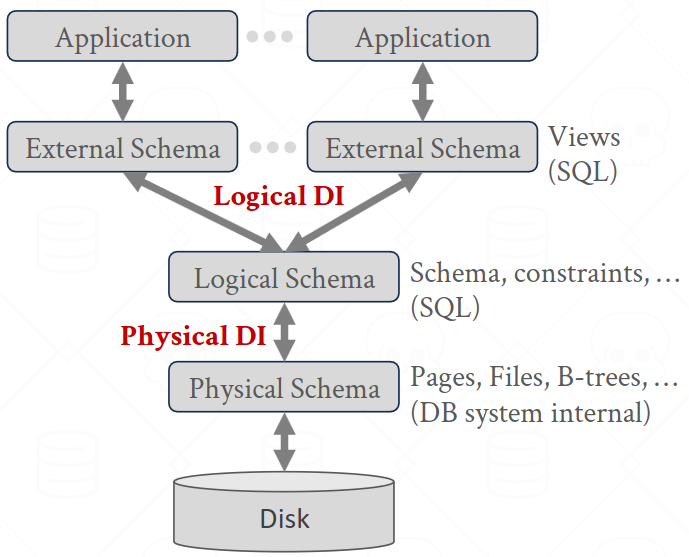 Application
Application
External Schema
External Schema
Views
(SQL)
Logical DI
Logical Schema
Schema, constraints, …
(SQL)
Physical DI
Physical Schema
Pages, Files, B-trees, …
(DB system internal)
Disk